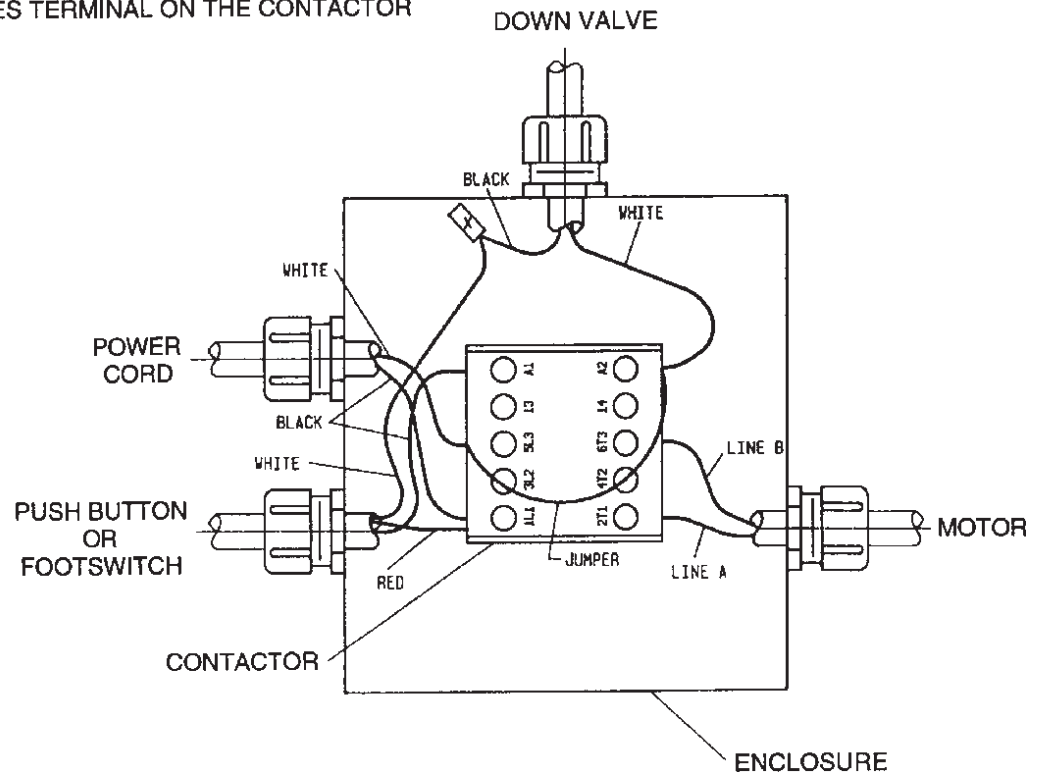 ES TERMINAL ON THE CONTACTOR
DOWN VALVE
BLACK
WHITE
WHITE
POWER
CORD
A1
A2
13
14
BLACK
5L3
6T3
LINE B
WHITE
3L2
4T2
PUSH BUTTON
OR
FOOTSWITCH
1L1
2T1
MOTOR
JUMPER
RED
LINE A
CONTACTOR
ENCLOSURE